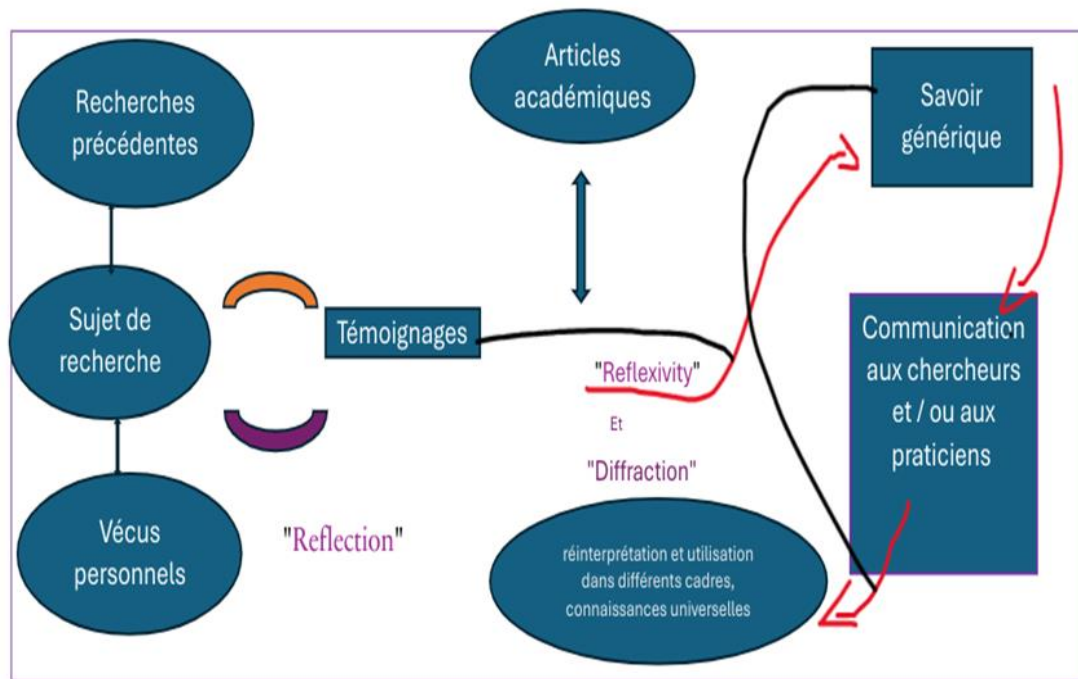 Recherches
précédentes
Sujet de
recherche
Vécus
personnels
"Reflection"
Témoignages
Articles
académiques
"Reflexivity"
Et
"Diffraction"
réinterprétation et utilisation
dans différents cadres,
connaissances universelles
Savoir
générique
Communication
aux chercheurs
et / ou aux
praticiens